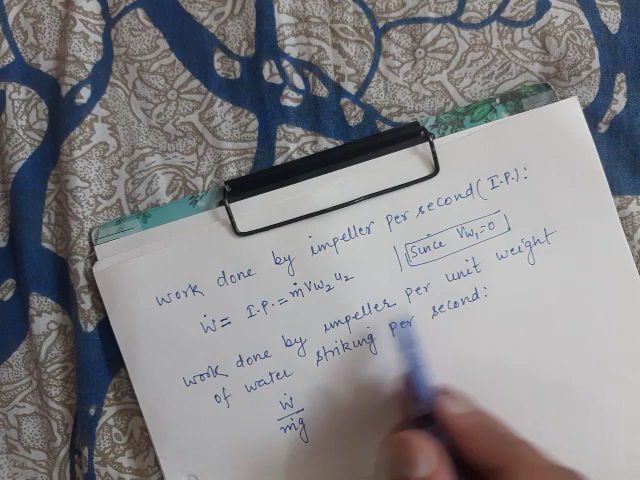 work done by impeller per second (I.P.):
Ẇ = I.P. = ṁ Vw₂ u₂ | Since Vw₁=0
work done by impeller per unit weight
of water striking per second:
Ẇ
ṁg